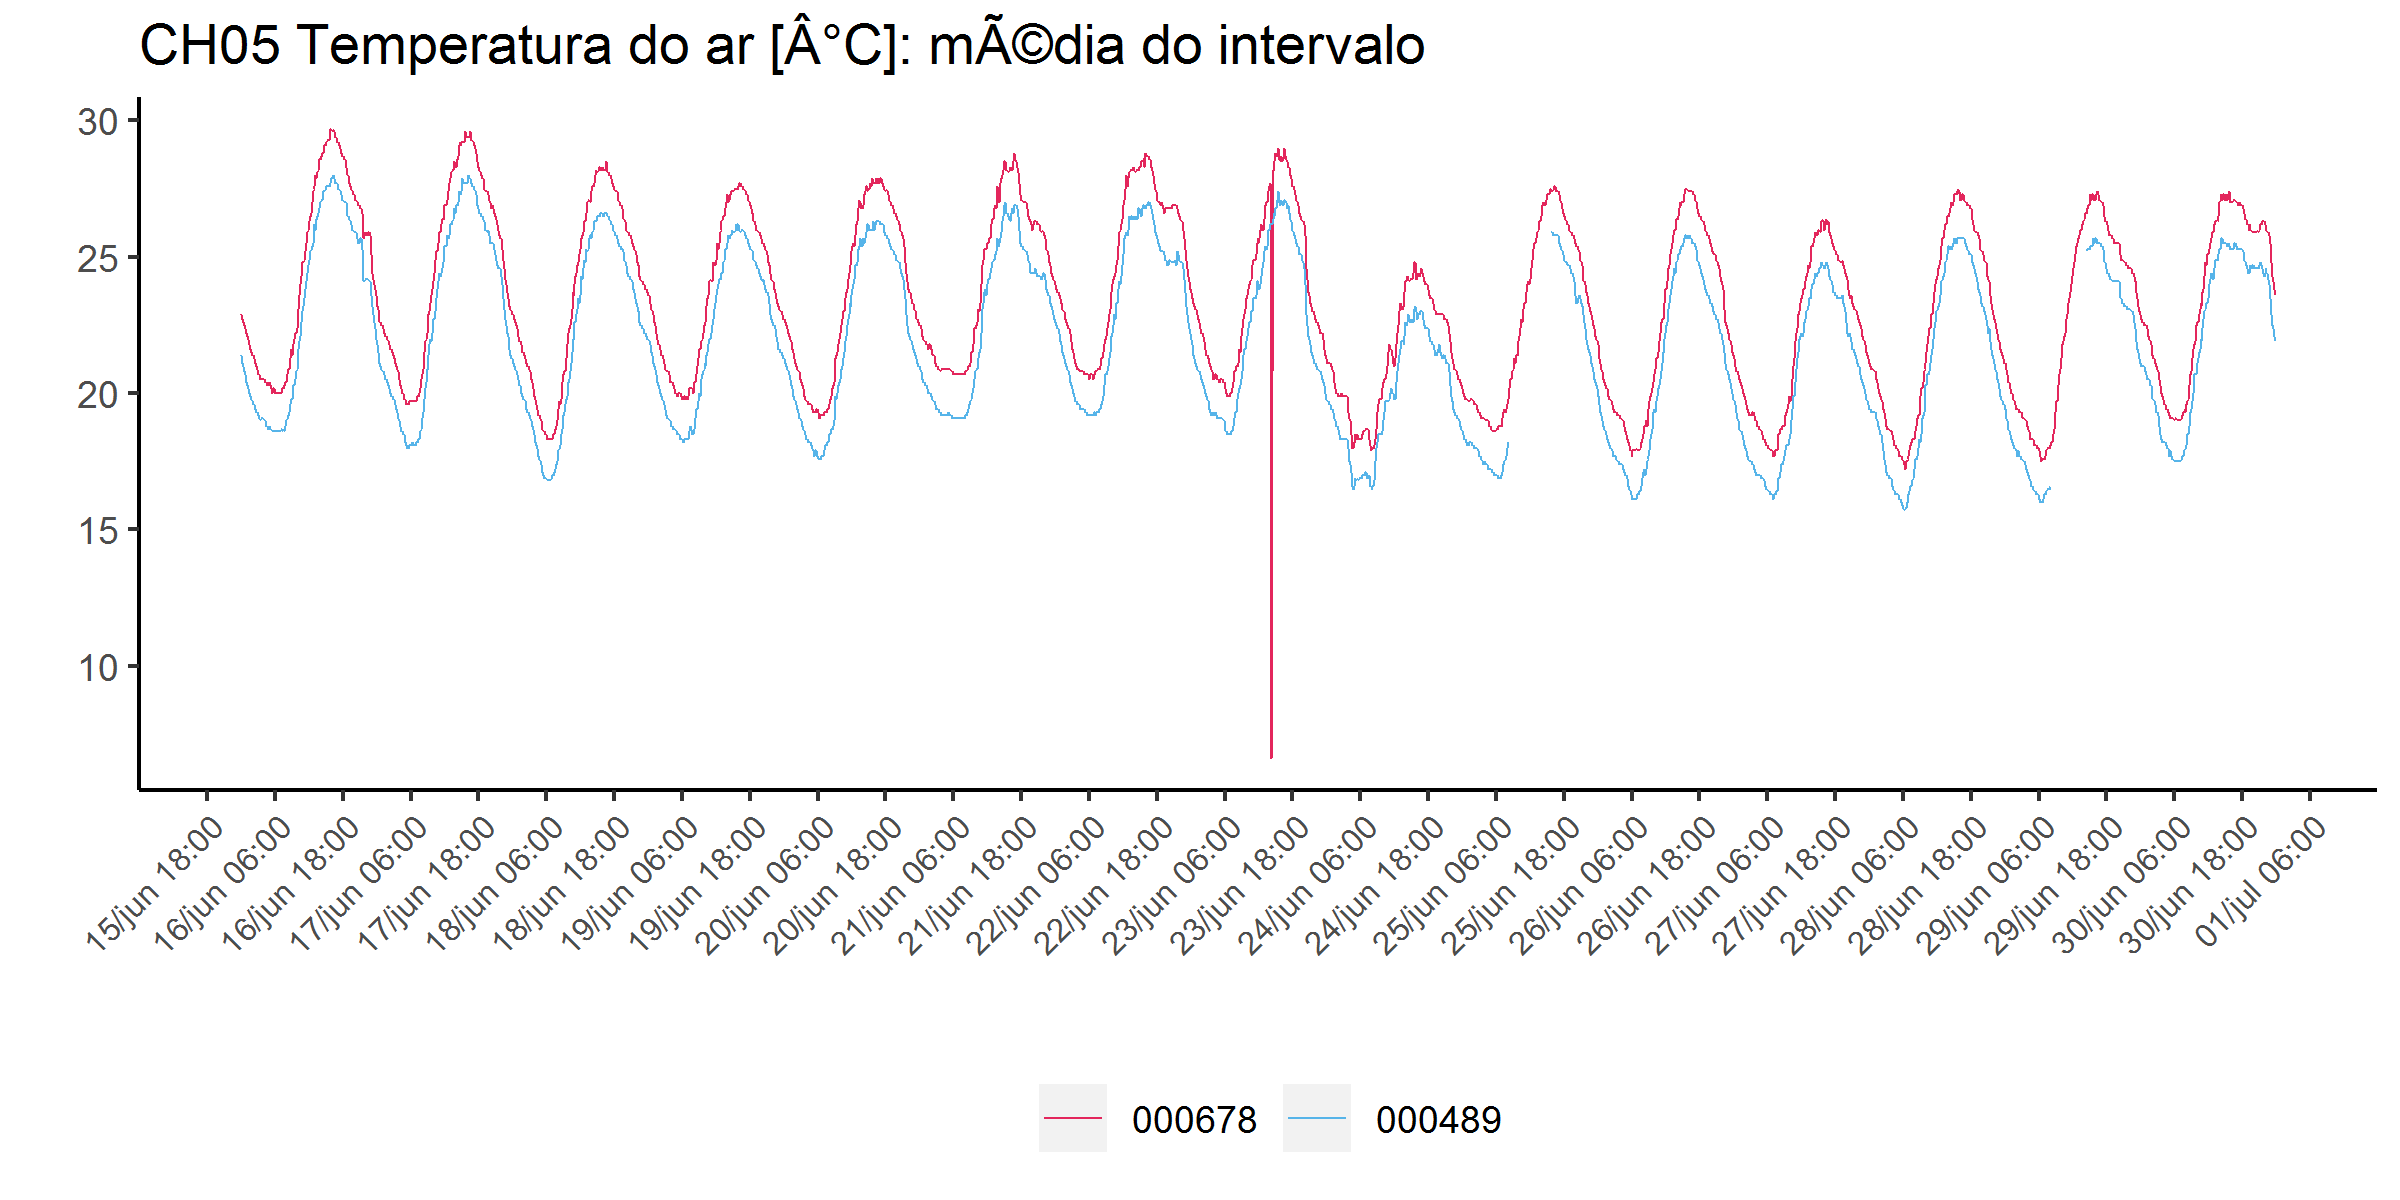 CH05 Temperatura do ar [Â°C]: mÃ©dia do intervalo
30
25
20
15
10
15/jun 18:00
16/jun 06:00
16/jun 18:00
17/jun 06:00
17/jun 18:00
18/jun 06:00
18/jun 18:00
19/jun 06:00
19/jun 18:00
20/jun 06:00
20/jun 18:00
21/jun 06:00
21/jun 18:00
22/jun 06:00
22/jun 18:00
23/jun 06:00
23/jun 18:00
24/jun 06:00
24/jun 18:00
25/jun 06:00
25/jun 18:00
26/jun 06:00
26/jun 18:00
27/jun 06:00
27/jun 18:00
28/jun 06:00
28/jun 18:00
29/jun 06:00
29/jun 18:00
30/jun 06:00
30/jun 18:00
01/jul 06:00
000678 000489